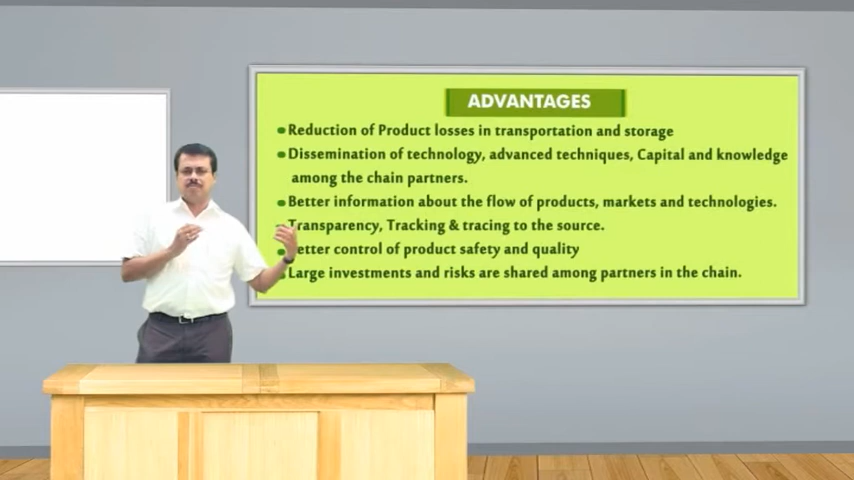 ADVANTAGES
Reduction of Product losses in transportation and storage
Dissemination of technology, advanced techniques, Capital and knowledge
among the chain partners.
Better information about the flow of products, markets and technologies.
Transparency, Tracking & tracing to the source.
etter control of product safety and quality
Large investments and risks are shared among partners in the chain.